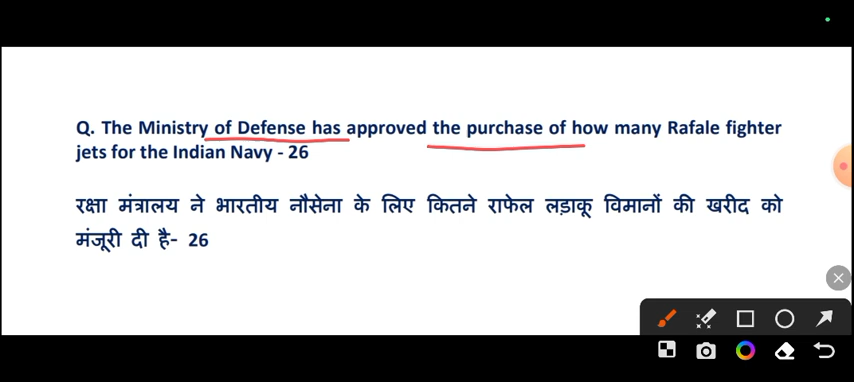 Q. The Ministry of Defense has approved the purchase of how many Rafale fighter
jets for the Indian Navy - 26
रक्षा मंत्रालय ने भारतीय नौसेना के लिए कितने राफेल लड़ाकू विमानों की खरीद को
मंजूरी दी है- 26